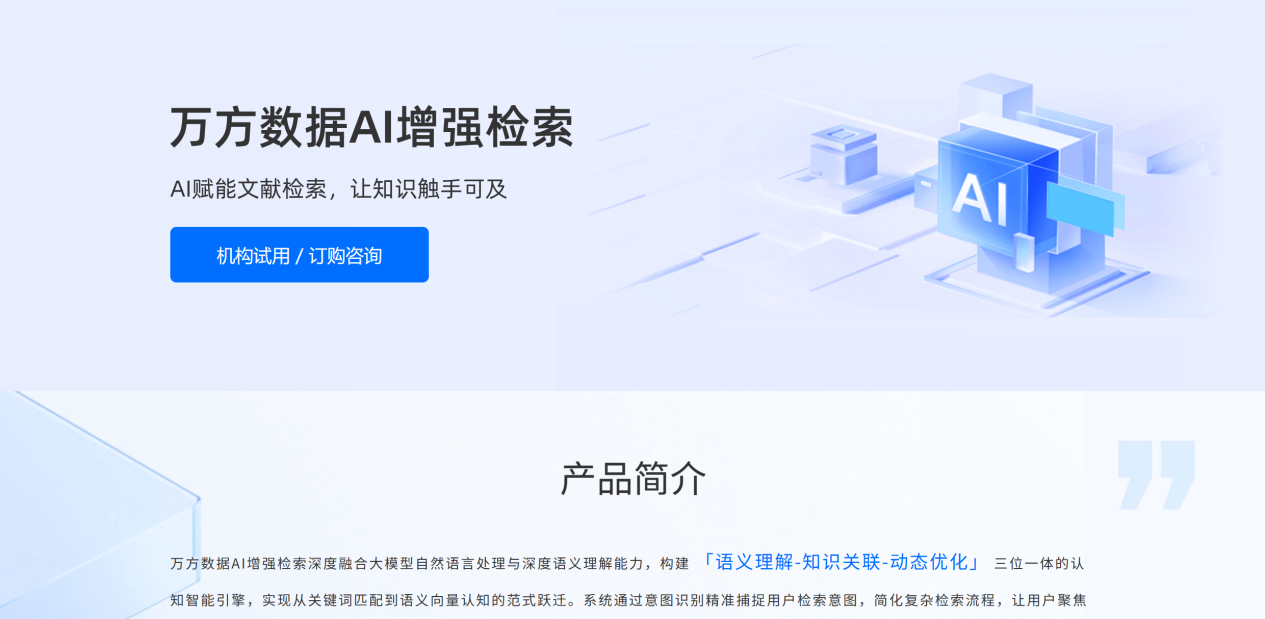 万方数据AI增强检索
AI赋能文献检索，让知识触手可及
AI
机构试用 / 订购咨询
产品简介
万方数据AI增强检索深度融合大模型自然语言处理与深度语义理解能力，构建「语义理解-知识关联-动态优化」三位一体的认
知智能引擎，实现从关键词匹配到语义向量认知的范式跃迁。系统通过意图识别精准捕捉用户检索意图，简化复杂检索流程，让用户聚焦